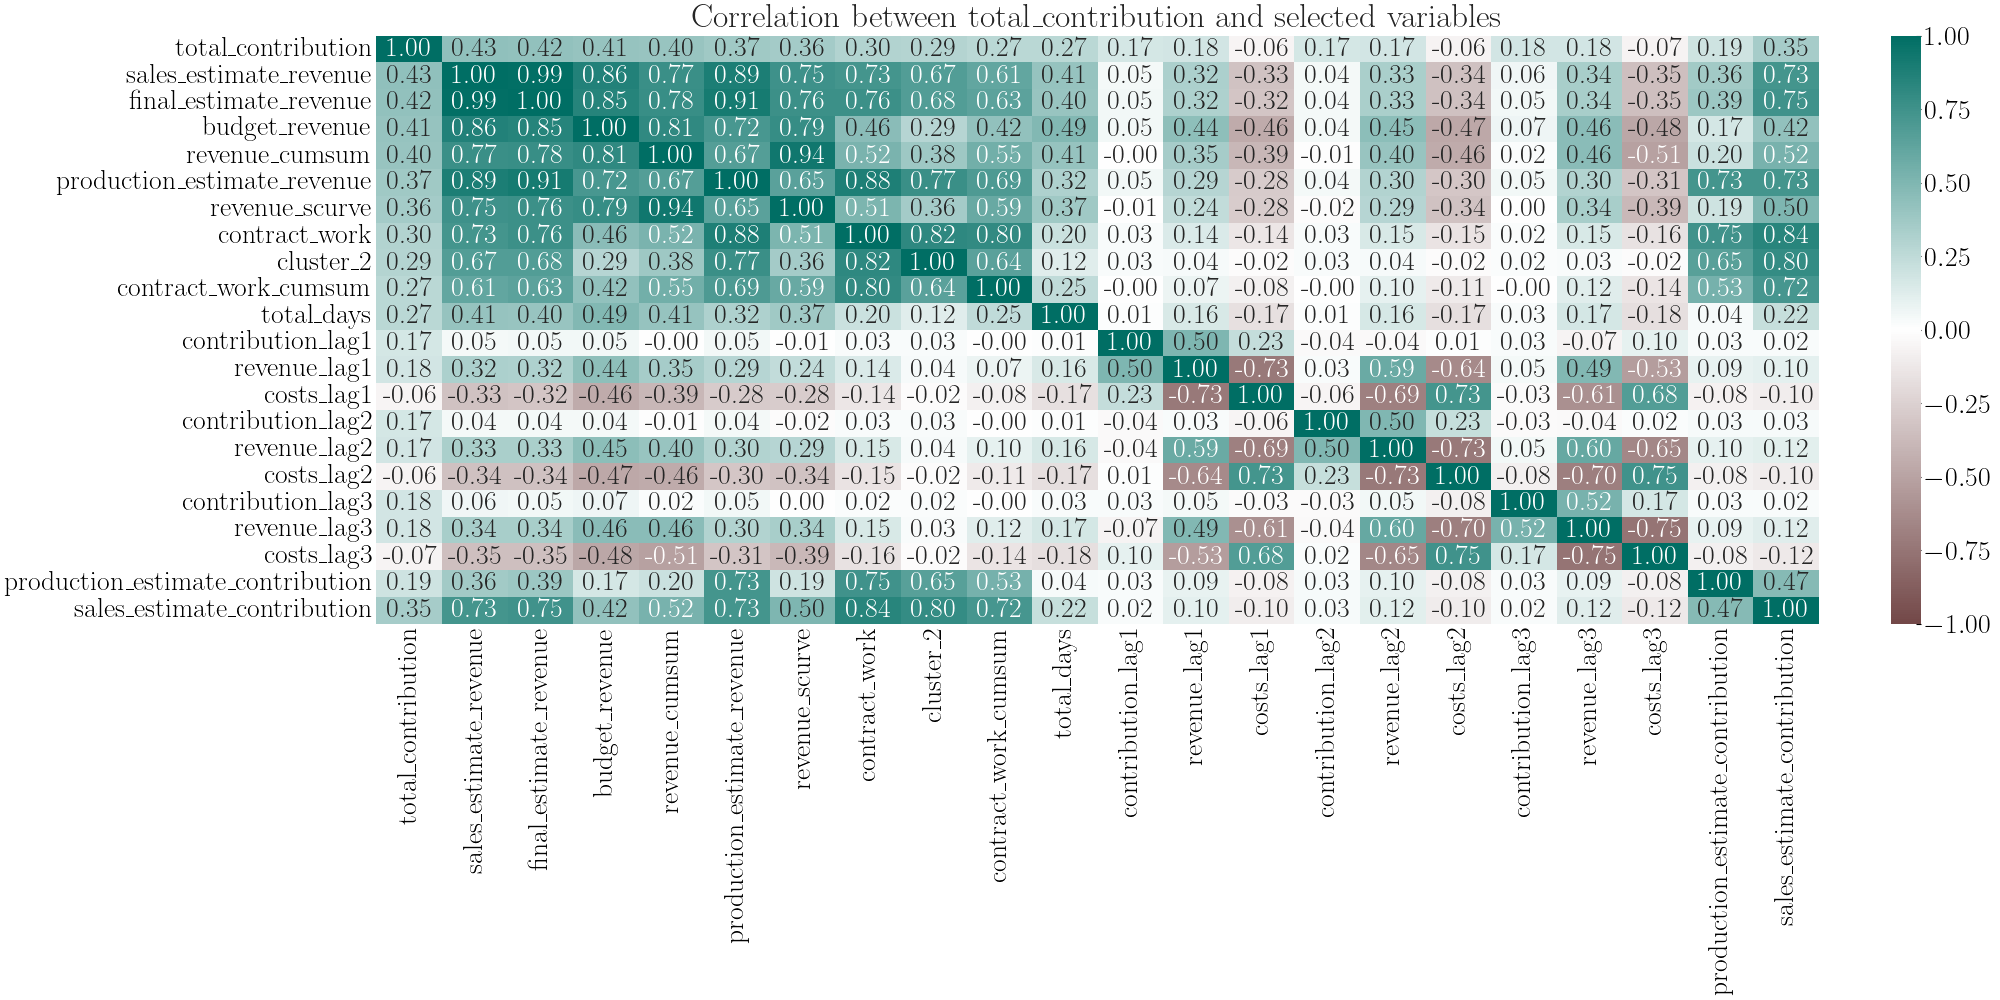 Correlation between total_contribution and selected variables
total_contribution 1.00 0.43 0.42 0.41 0.40 0.37 0.36 0.30 0.29 0.27 0.27 0.17 0.18 -0.06 0.17 0.17 -0.06 0.18 0.18 -0.07 0.19 0.35
sales_estimate_revenue 0.43 1.00 0.99 0.86 0.77 0.89 0.75 0.73 0.67 0.61 0.41 0.05 0.32 -0.33 0.04 0.33 -0.34 0.06 0.34 -0.35 0.36 0.73
final_estimate_revenue 0.42 0.99 1.00 0.85 0.78 0.91 0.76 0.76 0.68 0.63 0.40 0.05 0.32 -0.32 0.04 0.33 -0.34 0.05 0.34 -0.35 0.39 0.75
budget_revenue 0.41 0.86 0.85 1.00 0.81 0.72 0.79 0.46 0.29 0.42 0.49 0.05 0.44 -0.46 0.04 0.45 -0.47 0.07 0.46 -0.48 0.17 0.42
revenue_cumsum 0.40 0.77 0.78 0.81 1.00 0.67 0.94 0.52 0.38 0.55 0.41 -0.00 0.35 -0.39 -0.01 0.40 -0.46 0.02 0.46 -0.51 0.20 0.52
production_estimate_revenue 0.37 0.89 0.91 0.72 0.67 1.00 0.65 0.88 0.77 0.69 0.32 0.05 0.29 -0.28 0.04 0.30 -0.30 0.05 0.30 -0.31 0.73 0.73
revenue_scurve 0.36 0.75 0.76 0.79 0.94 0.65 1.00 0.51 0.36 0.59 0.37 -0.01 0.24 -0.28 -0.02 0.29 -0.34 0.00 0.34 -0.39 0.19 0.50
contract_work 0.30 0.73 0.76 0.46 0.52 0.88 0.51 1.00 0.82 0.80 0.20 0.03 0.14 -0.14 0.03 0.15 -0.15 0.02 0.15 -0.16 0.75 0.84
cluster_2 0.29 0.67 0.68 0.29 0.38 0.77 0.36 0.82 1.00 0.64 0.12 0.03 0.04 -0.02 0.03 0.04 -0.02 0.02 0.03 -0.02 0.65 0.80
contract_work_cumsum 0.27 0.61 0.63 0.42 0.55 0.69 0.59 0.80 0.64 1.00 0.25 -0.00 0.07 -0.08 -0.00 0.10 -0.11 -0.00 0.12 -0.14 0.53 0.72
total_days 0.27 0.41 0.40 0.49 0.41 0.32 0.37 0.20 0.12 0.25 1.00 0.01 0.16 -0.17 0.01 0.16 -0.17 0.03 0.17 -0.18 0.04 0.22
contribution_lag1 0.17 0.05 0.05 0.05 -0.00 0.05 -0.01 0.03 0.03 -0.00 0.01 1.00 0.50 0.23 -0.04 -0.04 0.01 0.03 -0.07 0.10 0.03 0.02
revenue_lag1 0.18 0.32 0.32 0.44 0.35 0.29 0.24 0.14 0.04 0.07 0.16 0.50 1.00 -0.73 0.03 0.59 -0.64 0.05 0.49 -0.53 0.09 0.10
costs_lag1 -0.06 -0.33 -0.32 -0.46 -0.39 -0.28 -0.28 -0.14 -0.02 -0.08 -0.17 0.23 -0.73 1.00 -0.06 -0.69 0.73 -0.03 -0.61 0.68 -0.08 -0.10
contribution_lag2 0.17 0.04 0.04 0.04 -0.01 0.04 -0.02 0.03 0.03 -0.00 0.01 -0.04 0.03 -0.06 1.00 0.50 0.23 -0.03 -0.04 0.02 0.03 0.03
revenue_lag2 0.17 0.33 0.33 0.45 0.40 0.30 0.29 0.15 0.04 0.10 0.16 -0.04 0.59 -0.69 0.50 1.00 -0.73 0.05 0.60 -0.65 0.10 0.12
costs_lag2 -0.06 -0.34 -0.34 -0.47 -0.46 -0.30 -0.34 -0.15 -0.02 -0.11 -0.17 0.01 -0.64 0.73 0.23 -0.73 1.00 -0.08 -0.70 0.75 -0.08 -0.10
contribution_lag3 0.18 0.06 0.05 0.07 0.02 0.05 0.00 0.02 0.02 -0.00 0.03 0.03 0.05 -0.03 -0.03 0.05 -0.08 1.00 0.52 0.17 0.03 0.02
revenue_lag3 0.18 0.34 0.34 0.46 0.46 0.30 0.34 0.15 0.03 0.12 0.17 -0.07 0.49 -0.61 -0.04 0.60 -0.70 0.52 1.00 -0.75 0.09 0.12
costs_lag3 -0.07 -0.35 -0.35 -0.48 -0.51 -0.31 -0.39 -0.16 -0.02 -0.14 -0.18 0.10 -0.53 0.68 0.02 -0.65 0.75 0.17 -0.75 1.00 -0.08 -0.12
production_estimate_contribution 0.19 0.36 0.39 0.17 0.20 0.73 0.19 0.75 0.65 0.53 0.04 0.03 0.09 -0.08 0.03 0.10 -0.08 0.03 0.09 -0.08 1.00 0.47
sales_estimate_contribution 0.35 0.73 0.75 0.42 0.52 0.73 0.50 0.84 0.80 0.72 0.22 0.02 0.10 -0.10 0.03 0.12 -0.10 0.02 0.12 -0.12 0.47 1.00
total_contribution
sales_estimate_revenue
final_estimate_revenue
budget_revenue
revenue_cumsum
production_estimate_revenue
revenue_scurve
contract_work
cluster_2
contract_work_cumsum
total_days
contribution_lag1
revenue_lag1
costs_lag1
contribution_lag2
revenue_lag2
costs_lag2
contribution_lag3
revenue_lag3
costs_lag3
production_estimate_contribution
sales_estimate_contribution
1.00
0.75
0.50
0.25
0.00
−0.25
−0.50
−0.75
−1.00